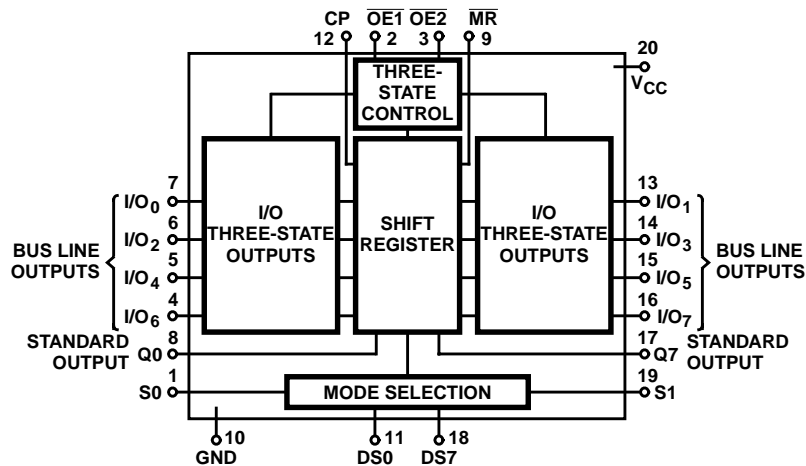 CP O̅E̅1̅ O̅E̅2̅ M̅R̅
12 2 3 9
20
VCC
THREE-
STATE
CONTROL
7 13
I/O0 I/O1
6 14
I/O2 I/O3
5 15
I/O4 I/O5
4 16
I/O6 I/O7
BUS LINE
OUTPUTS
I/O
THREE-STATE
OUTPUTS
SHIFT
REGISTER
I/O
THREE-STATE
OUTPUTS
BUS LINE
OUTPUTS
STANDARD
OUTPUT
8
Q0
17
Q7
STANDARD
OUTPUT
1
S0
MODE SELECTION
19
S1
10
GND
11
DS0
18
DS7